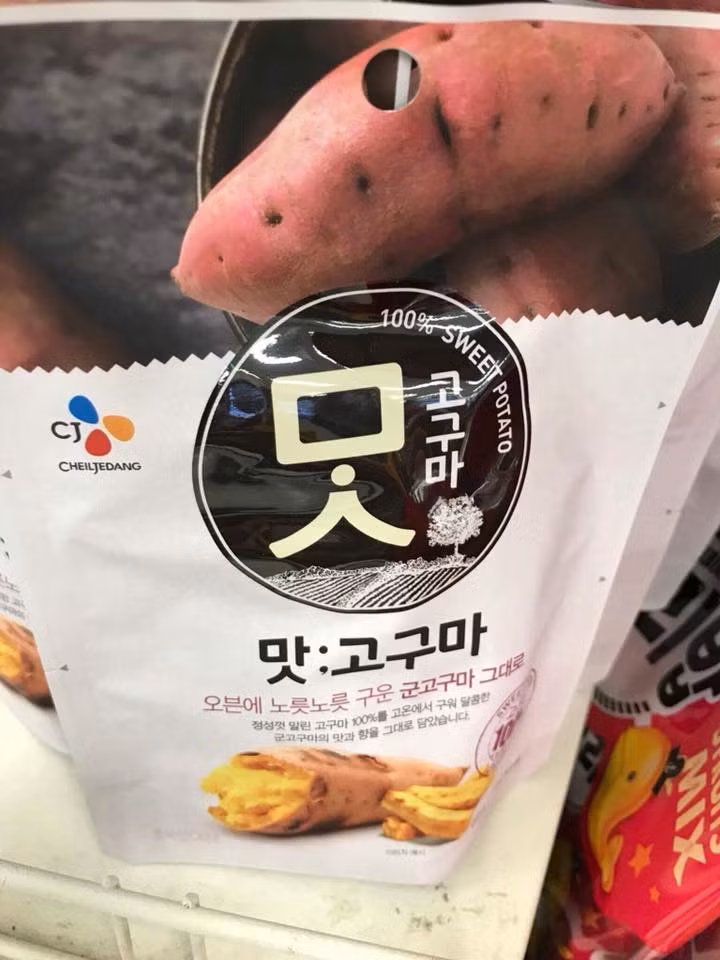 100% SWEET POTATO
맛
고구마
CJ
CHEILJEDANG
맛;고구마
오븐에 노릇노릇 구운 군고구마 그대로
정성껏 말린 고구마 100%를 고온에서 구워 달콤한
군고구마의 맛과 향을 그대로 담았습니다.
MIX